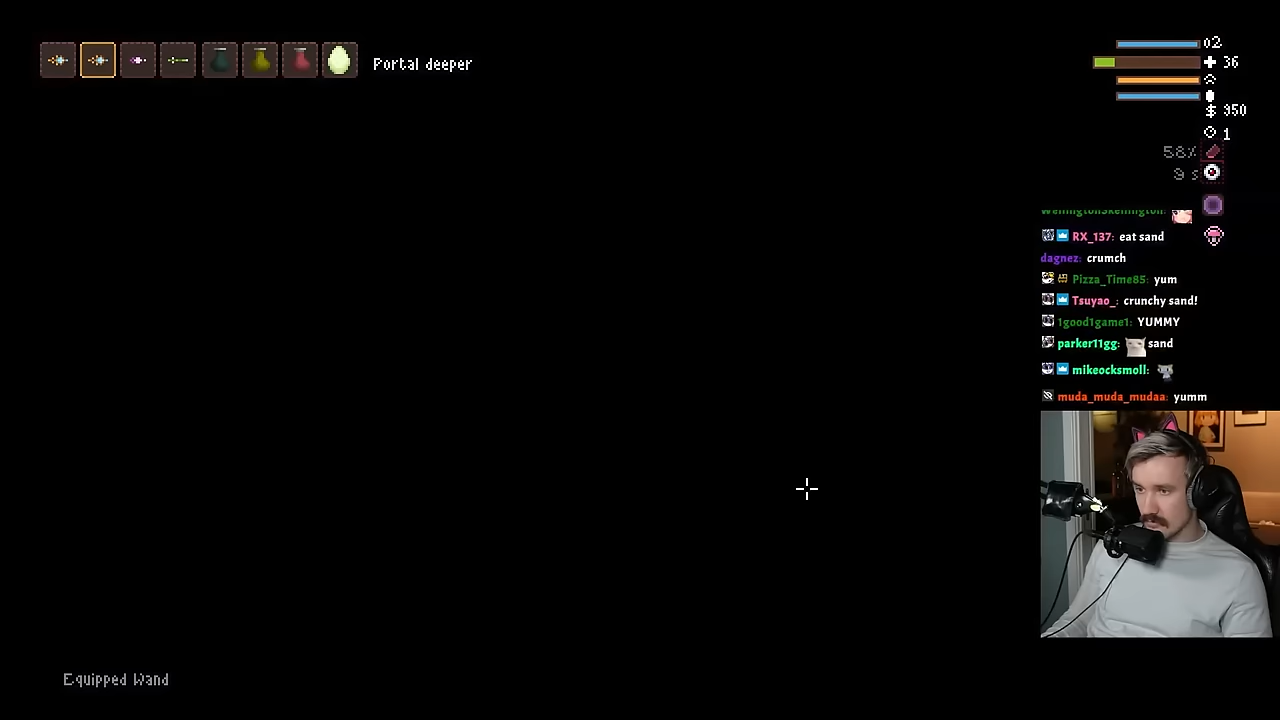 Portal deeper
02
36
350
1
58%
9 s
WellingtonSkellington:
RX_137: eat sand
dagnez: crumch
Pizza_Time85: yum
Tsuyao_: crunchy sand!
1good1game1: YUMMY
parker11gg: sand
mikeocksmoll:
muda_muda_mudaa: yumm
Equipped Wand